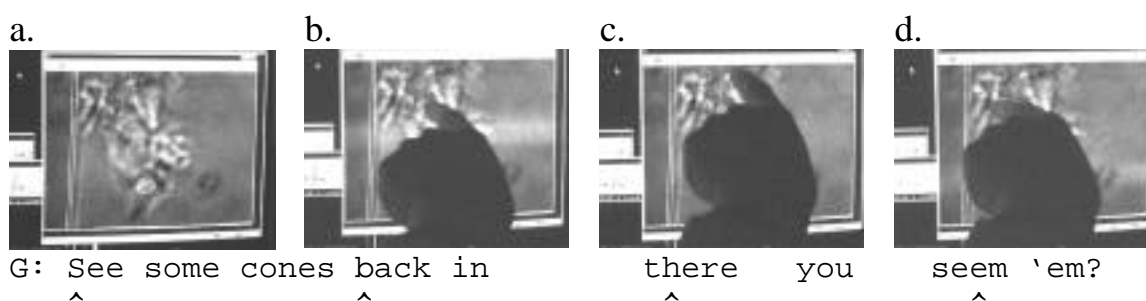 a. b. c. d.
G: See some cones back in there you seem ‘em?
^ ^ ^ ^